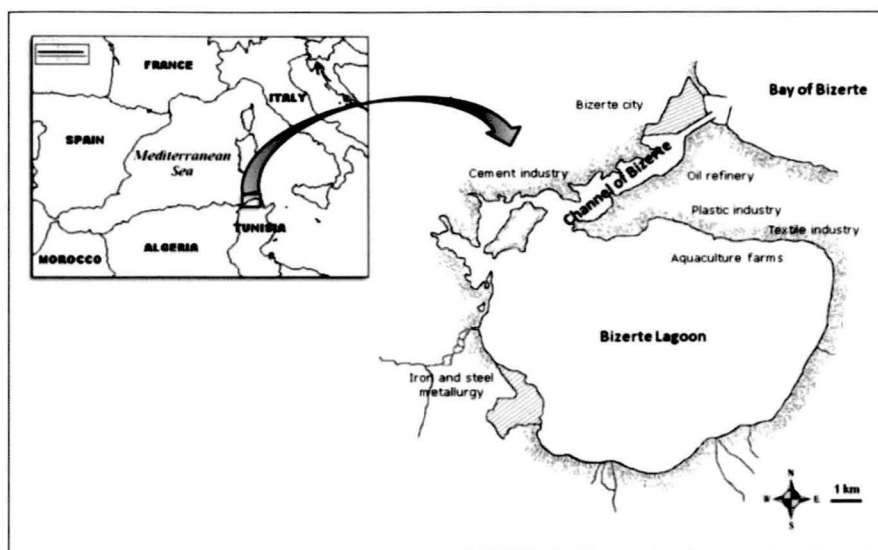 FRANCE
ITALY
SPAIN
Mediterranean
Sea
TUNISIA
ALGERIA
MOROCCO
Bay of Bizerte
Bizerte city
Cement industry
Channel of Bizerte
Oil refinery
Plastic industry
Textile industry
Aquaculture farms
Bizerte Lagoon
Iron and steel
metallurgy
N
W E
S
1 km